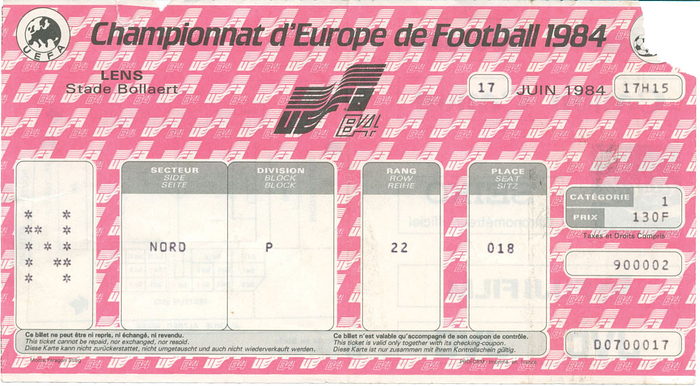 UEFA
Championnat d'Europe de Football 1984
LENS
Stade Bollaert
UEFA
84
17 JUIN 1984 17H15
SECTEUR
SIDE
SEITE
DIVISION
BLOCK
BLOCK
RANG
ROW
REIHE
PLACE
SEAT
SITZ
NORD P 22 018
CATÉGORIE 1
PRIX 130F
Taxes et Droits Compris
900002
D0700017
Ce billet ne peut être ni repris, ni échangé, ni revendu.
This ticket cannot be repaid, nor exchanged, nor resold.
Diese Karte kann nicht zurückerstattet, nicht umgetauscht und auch nicht wiederverkauft werden.
Ce billet n'est valable qu'accompagné de son coupon de contrôle.
This ticket is valid only together with its checking-coupon.
Diese Karte ist nur zusammen mit ihrem Kontrollschein gültig.